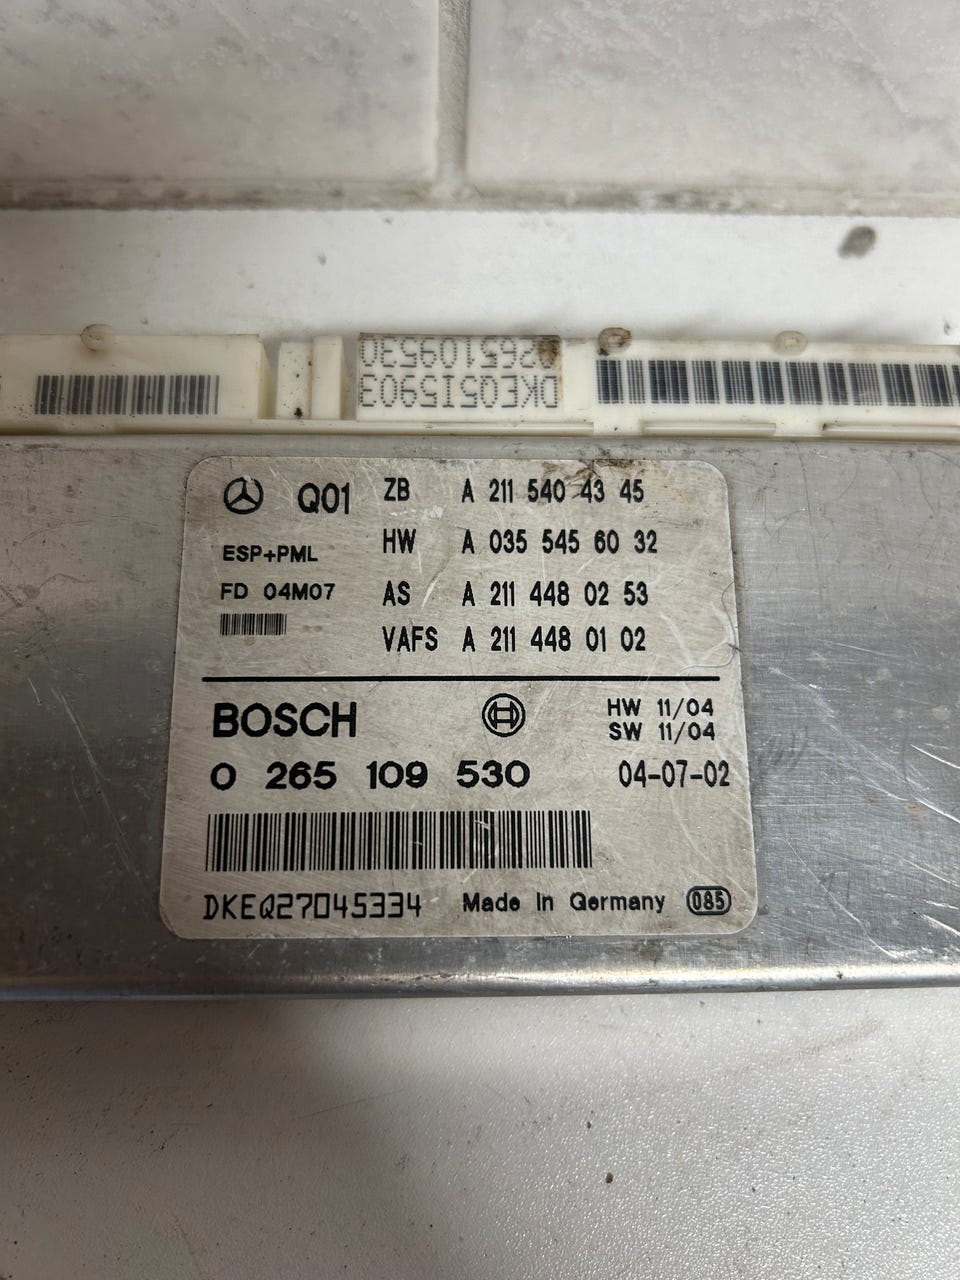 265109530
DKEQ5I5903
Q01 ZB A 211 540 43 45
ESP+PML HW A 035 545 60 32
FD 04M07 AS A 211 448 02 53
VAFS A 211 448 01 02
BOSCH HW 11/04
SW 11/04
0 265 109 530 04-07-02
DKEQ27045334 Made in Germany 085